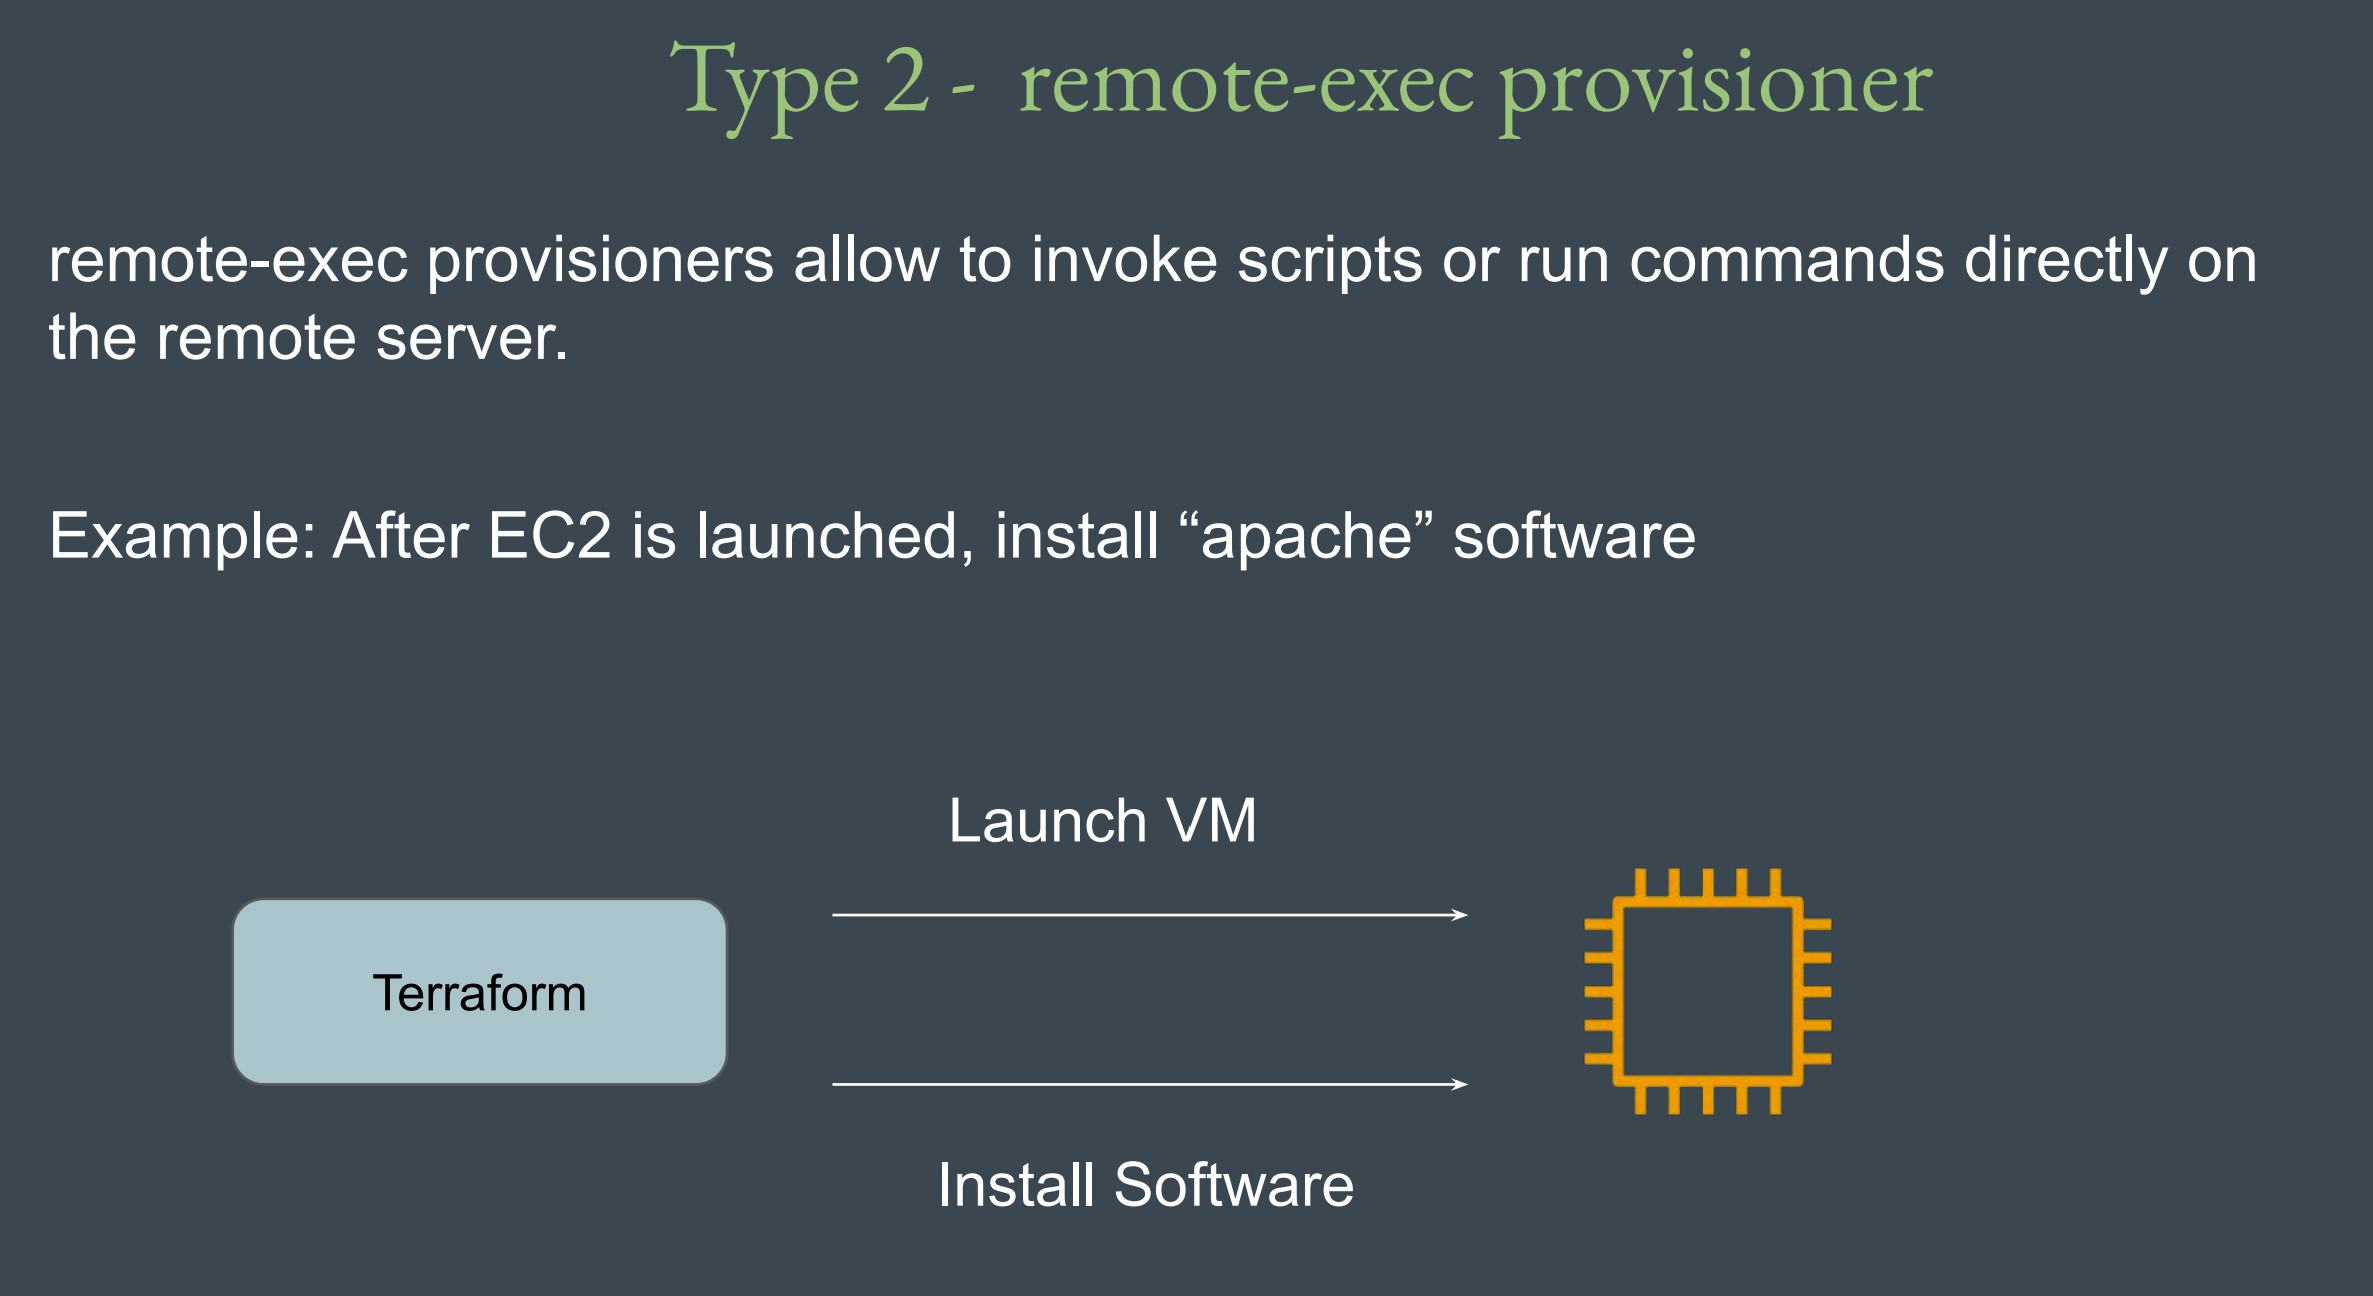 Type 2 - remote-exec provisioner
remote-exec provisioners allow to invoke scripts or run commands directly on
the remote server.
Example: After EC2 is launched, install “apache” software
Launch VM
Terraform
Install Software